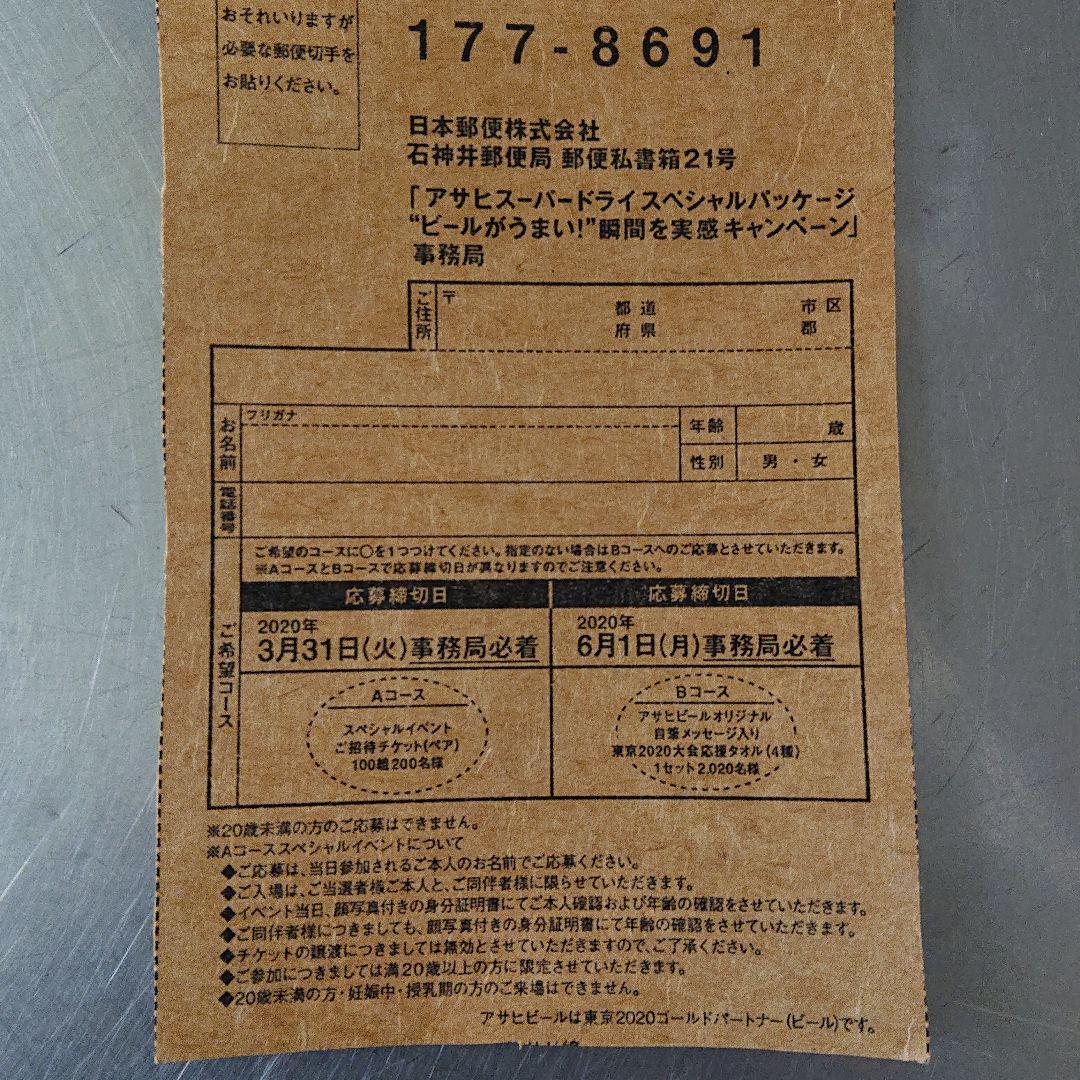 おそれいりますが
必要な郵便切手を
お貼りください。
177-8691
日本郵便株式会社
石神井郵便局 郵便私書箱21号
「アサヒスーパードライスペシャルパッケージ
“ビールがうまい!”瞬間を実感キャンペーン」
事務局
ご住所
〒 都道 市区
府県 郡
お名前
フリガナ
年齢 歳
性別 男・女
電話番号
ご希望コース
ご希望のコースに○を1つつけてください。指定のない場合はBコースへのご応募とさせていただきます。
※AコースとBコースで応募締切日が異なりますのでご注意ください。
応募締切日
2020年
3月31日(火)事務局必着
Aコース
スペシャルイベント
ご招待チケット(ペア)
100組200名様
応募締切日
2020年
6月1日(月)事務局必着
Bコース
アサヒビールオリジナル
自筆メッセージ入り
東京2020大会応援タオル(4種)
1セット2,020名様
※20歳未満の方のご応募はできません。
※Aコーススペシャルイベントについて
◆ご応募は、当日参加されるご本人のお名前でご応募ください。
◆ご入場は、ご当選者様ご本人と、ご同伴者様に限らせていただきます。
◆イベント当日、顔写真付きの身分証明書にてご本人確認および年齢の確認をさせていただきます。
◆ご同伴者様につきましても、顔写真付きの身分証明書にて年齢の確認をさせていただきます。
◆チケットの譲渡につきましては無効とさせていただきますので、ご了承ください。
◆ご参加につきましては満20歳以上の方に限定させていただきます。
◆20歳未満の方・妊娠中・授乳期の方のご来場はできません。
アサヒビールは東京2020ゴールドパートナー(ビール)です。